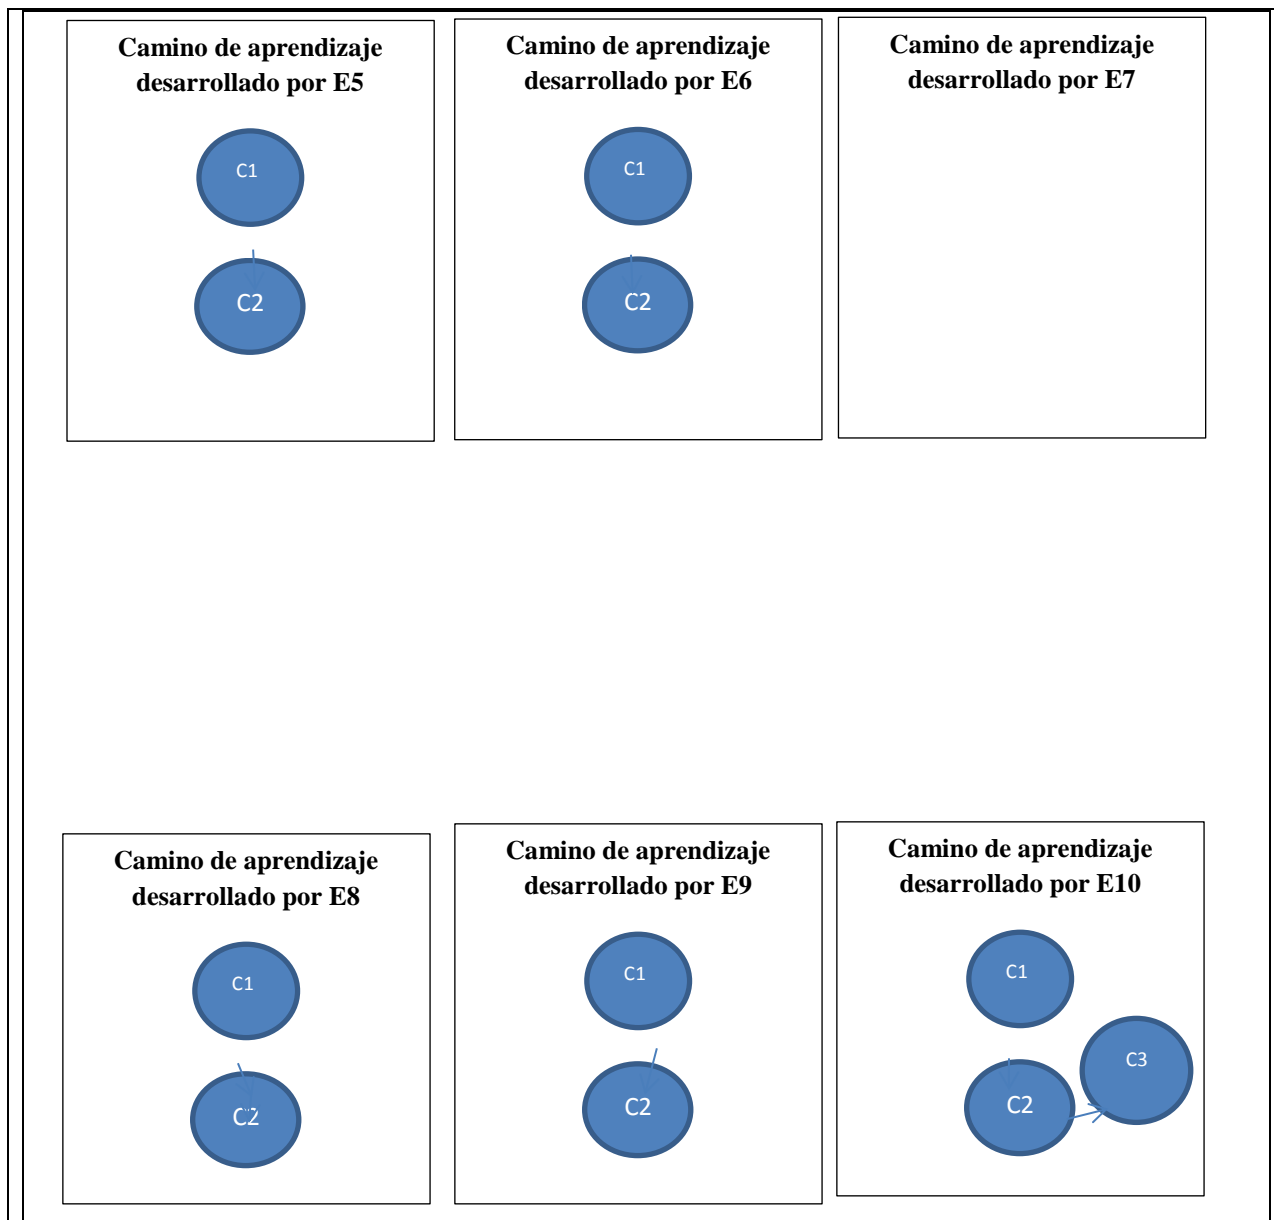 Camino de aprendizaje
desarrollado por E5
C1
C2
Camino de aprendizaje
desarrollado por E6
C1
C2
Camino de aprendizaje
desarrollado por E7
Camino de aprendizaje
desarrollado por E8
C1
C2
Camino de aprendizaje
desarrollado por E9
C1
C2
Camino de aprendizaje
desarrollado por E10
C1
C2
C3